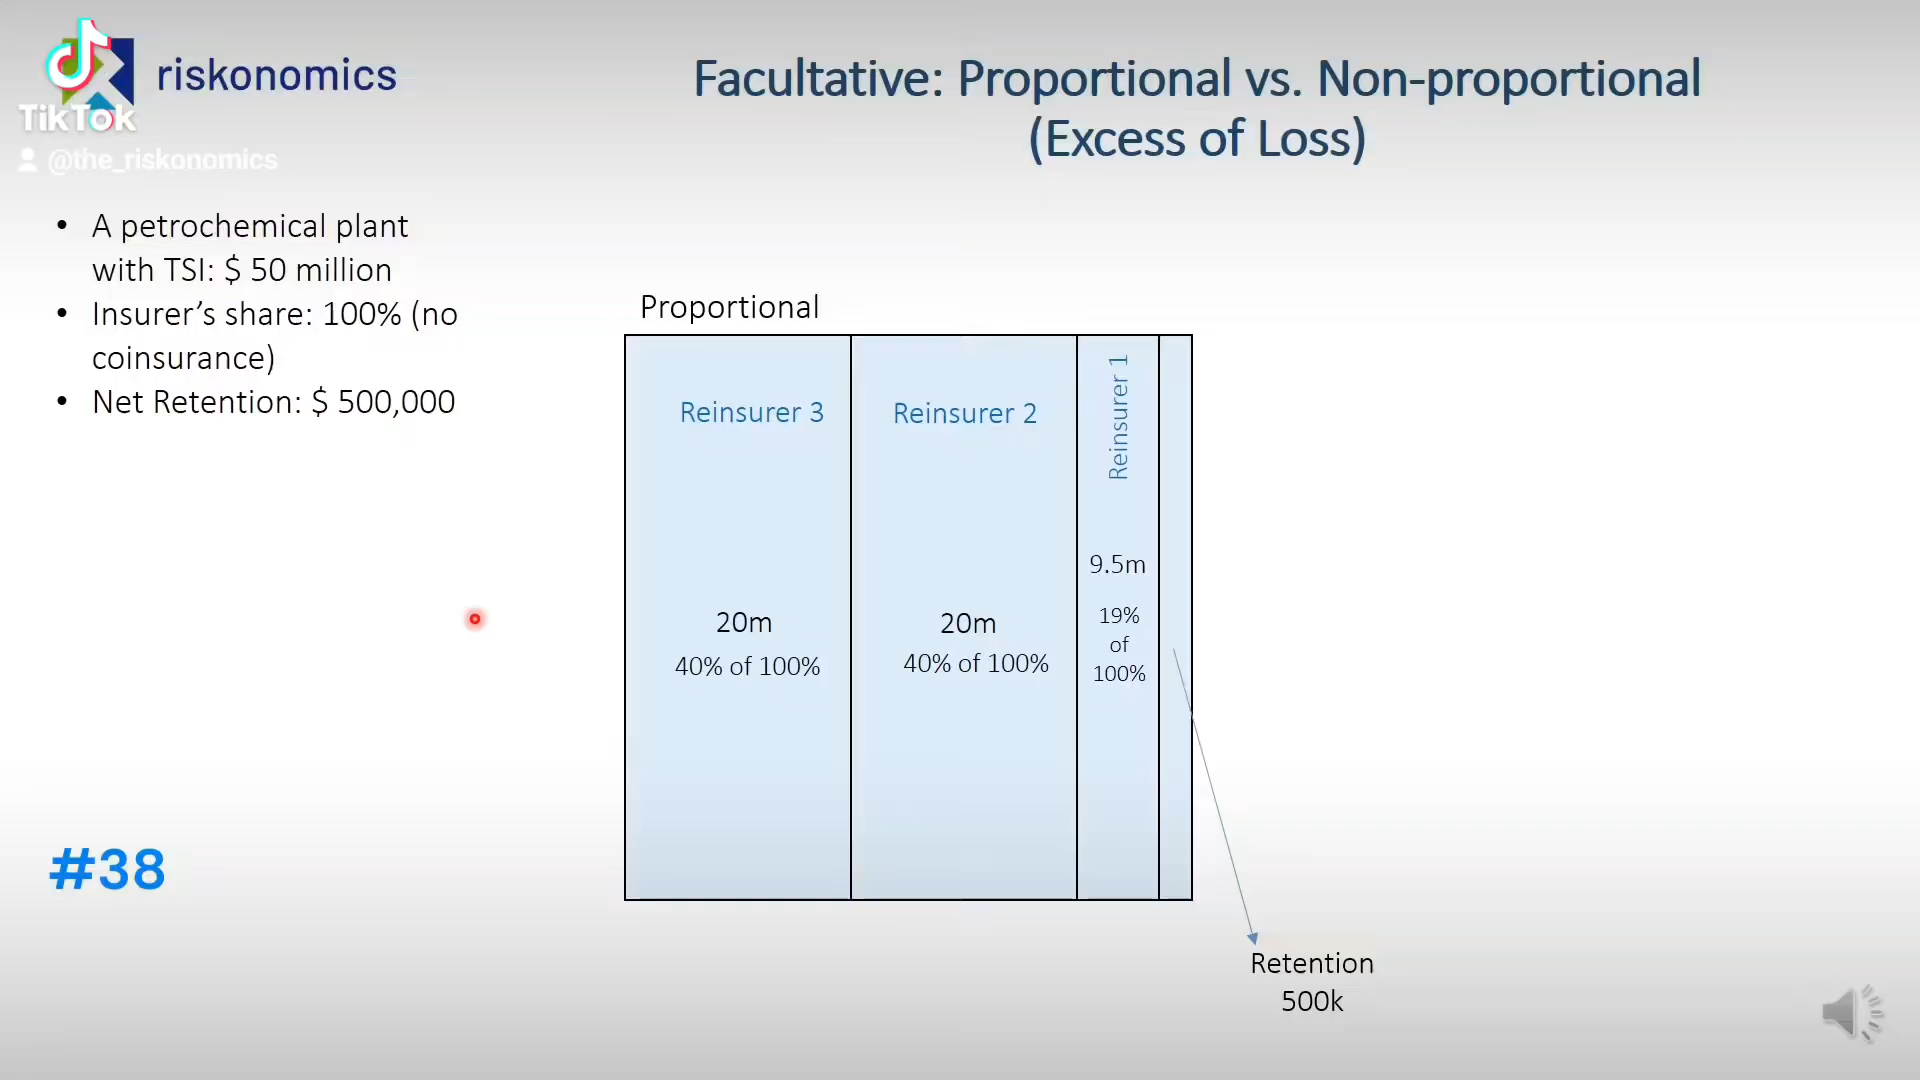 riskonomics
TikTok
@the_riskonomics
Facultative: Proportional vs. Non-proportional
(Excess of Loss)
• A petrochemical plant
with TSI: $ 50 million
• Insurer’s share: 100% (no
coinsurance)
• Net Retention: $ 500,000
Proportional
Reinsurer 3
Reinsurer 2
Reinsurer 1
20m
40% of 100%
20m
40% of 100%
9.5m
19%
of
100%
#38
Retention
500k